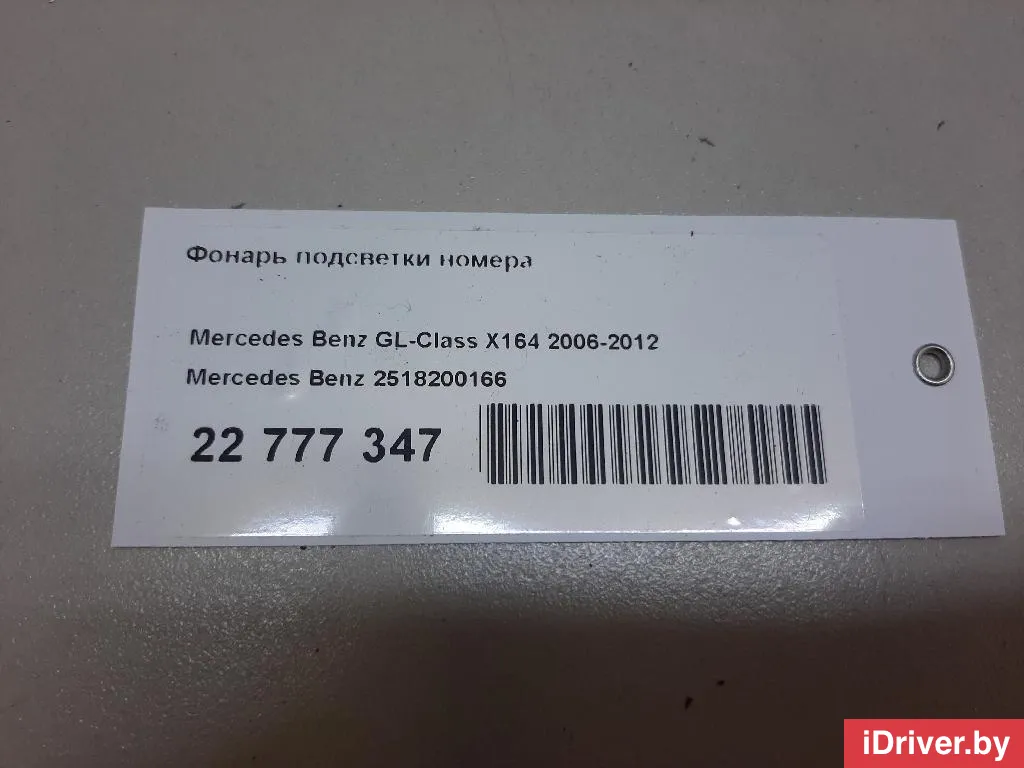 Фонарь подсветки номера
Mercedes Benz GL-Class X164 2006-2012
Mercedes Benz 2518200166
22 777 347
iDriver.by